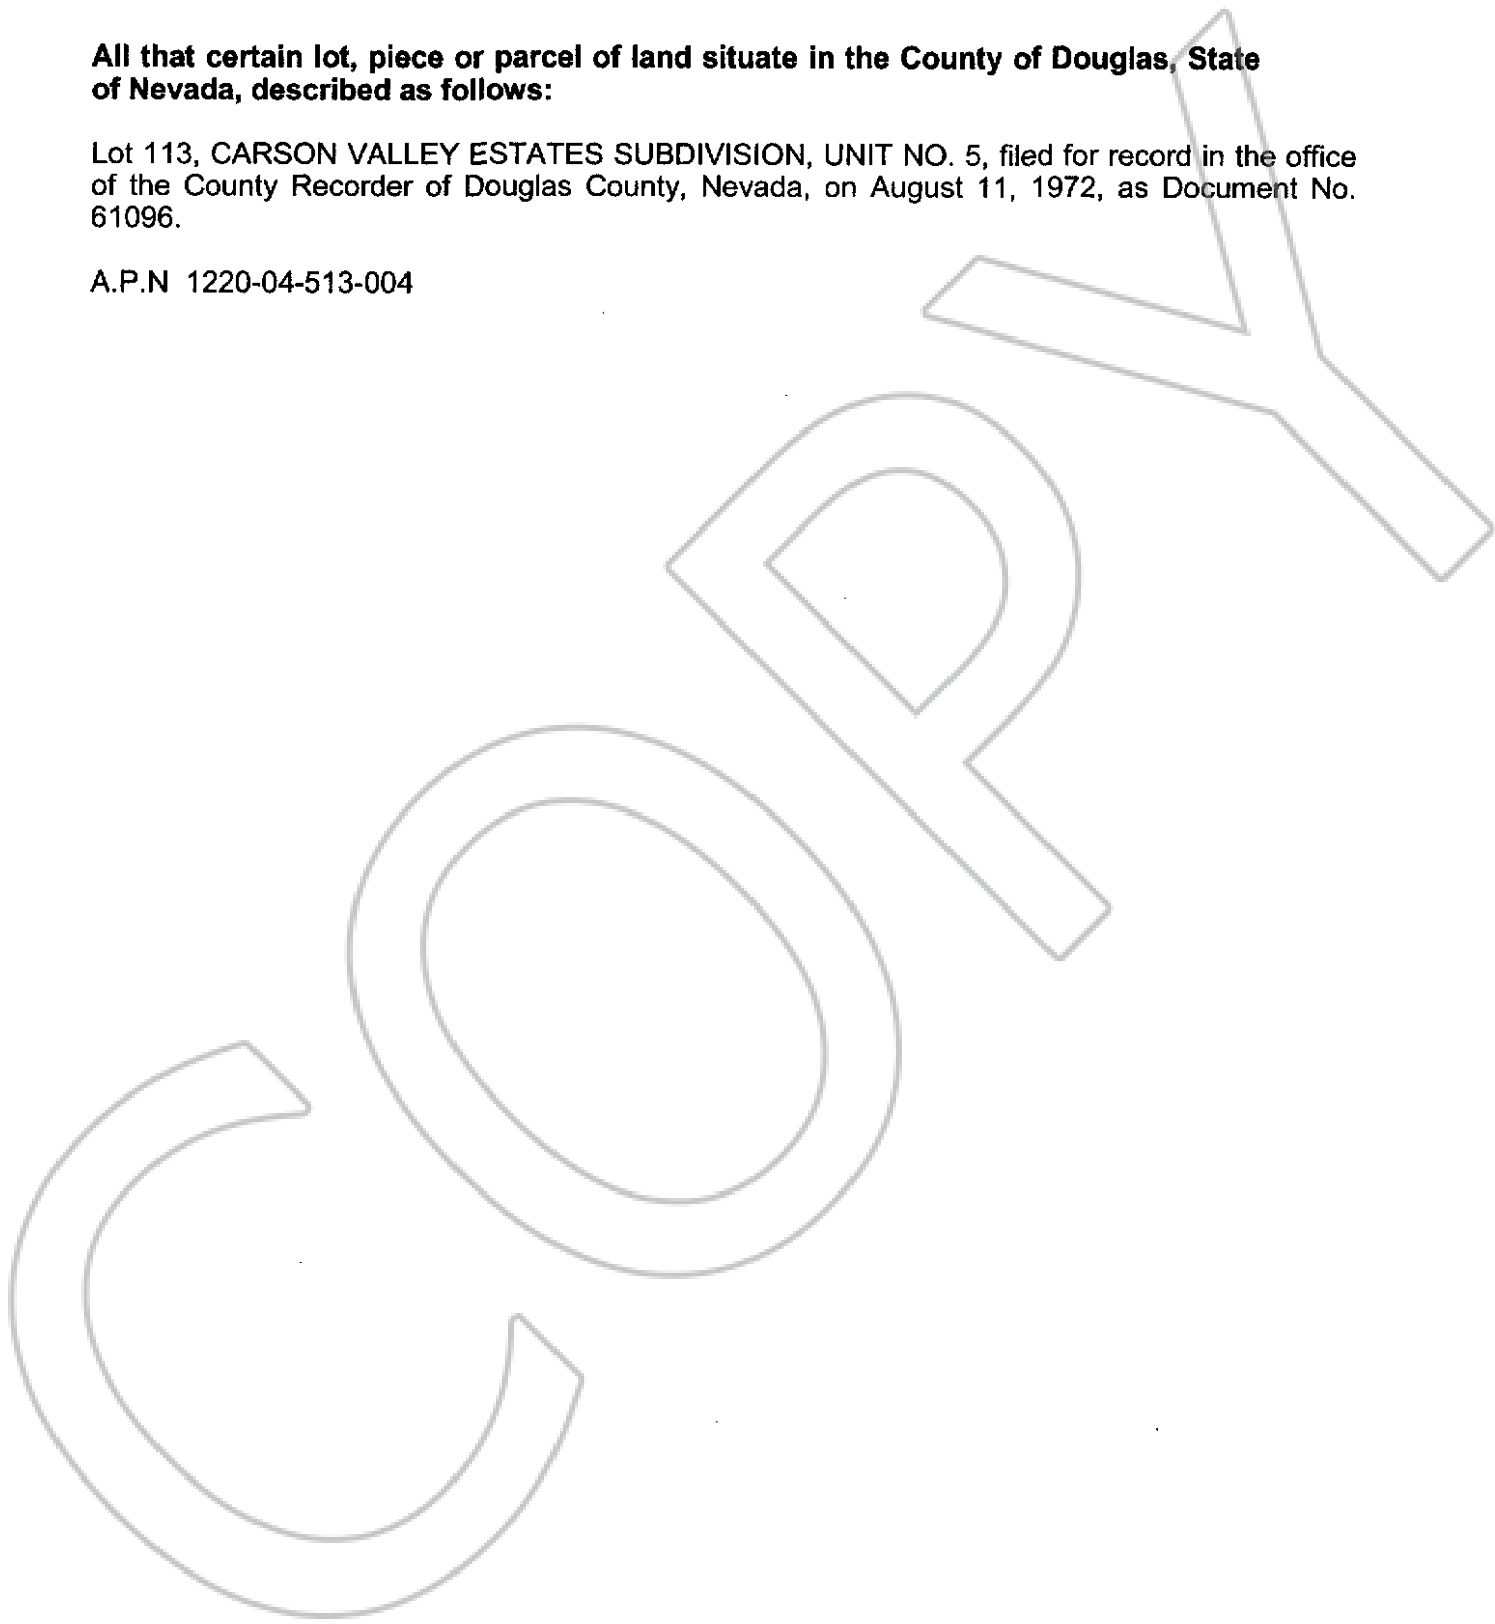 All that certain lot, piece or parcel of land situate in the County of Douglas, State
of Nevada, described as follows:
Lot 113, CARSON VALLEY ESTATES SUBDIVISION, UNIT NO. 5, filed for record in the office
of the County Recorder of Douglas County, Nevada, on August 11, 1972, as Document No.
61096.
A.P.N 1220-04-513-004
COPY